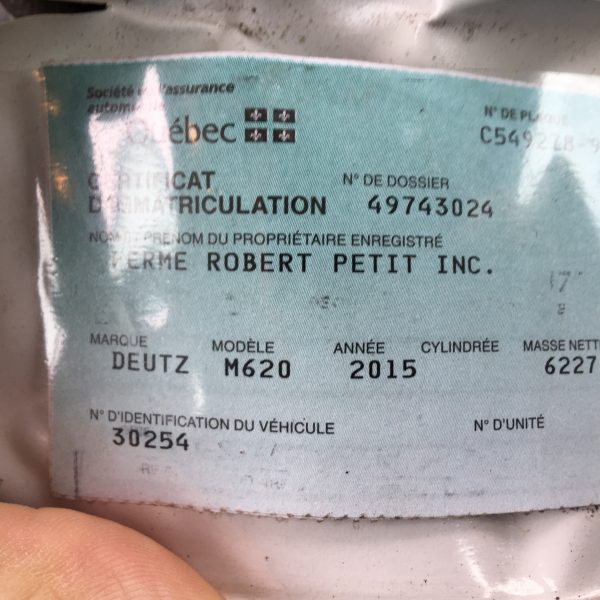 Société de l'assurance
automobile
Québec
N° DE PLAQUE
CERTIFICAT
D'IMMATRICULATION
N° DE DOSSIER
49743024
NOM ET PRÉNOM DU PROPRIÉTAIRE ENREGISTRÉ
FERME ROBERT PETIT INC.
MARQUE MODÈLE ANNÉE CYLINDRÉE MASSE NETTE
DEUTZ M620 2015 6227
N° D'IDENTIFICATION DU VÉHICULE N° D'UNITÉ
30254